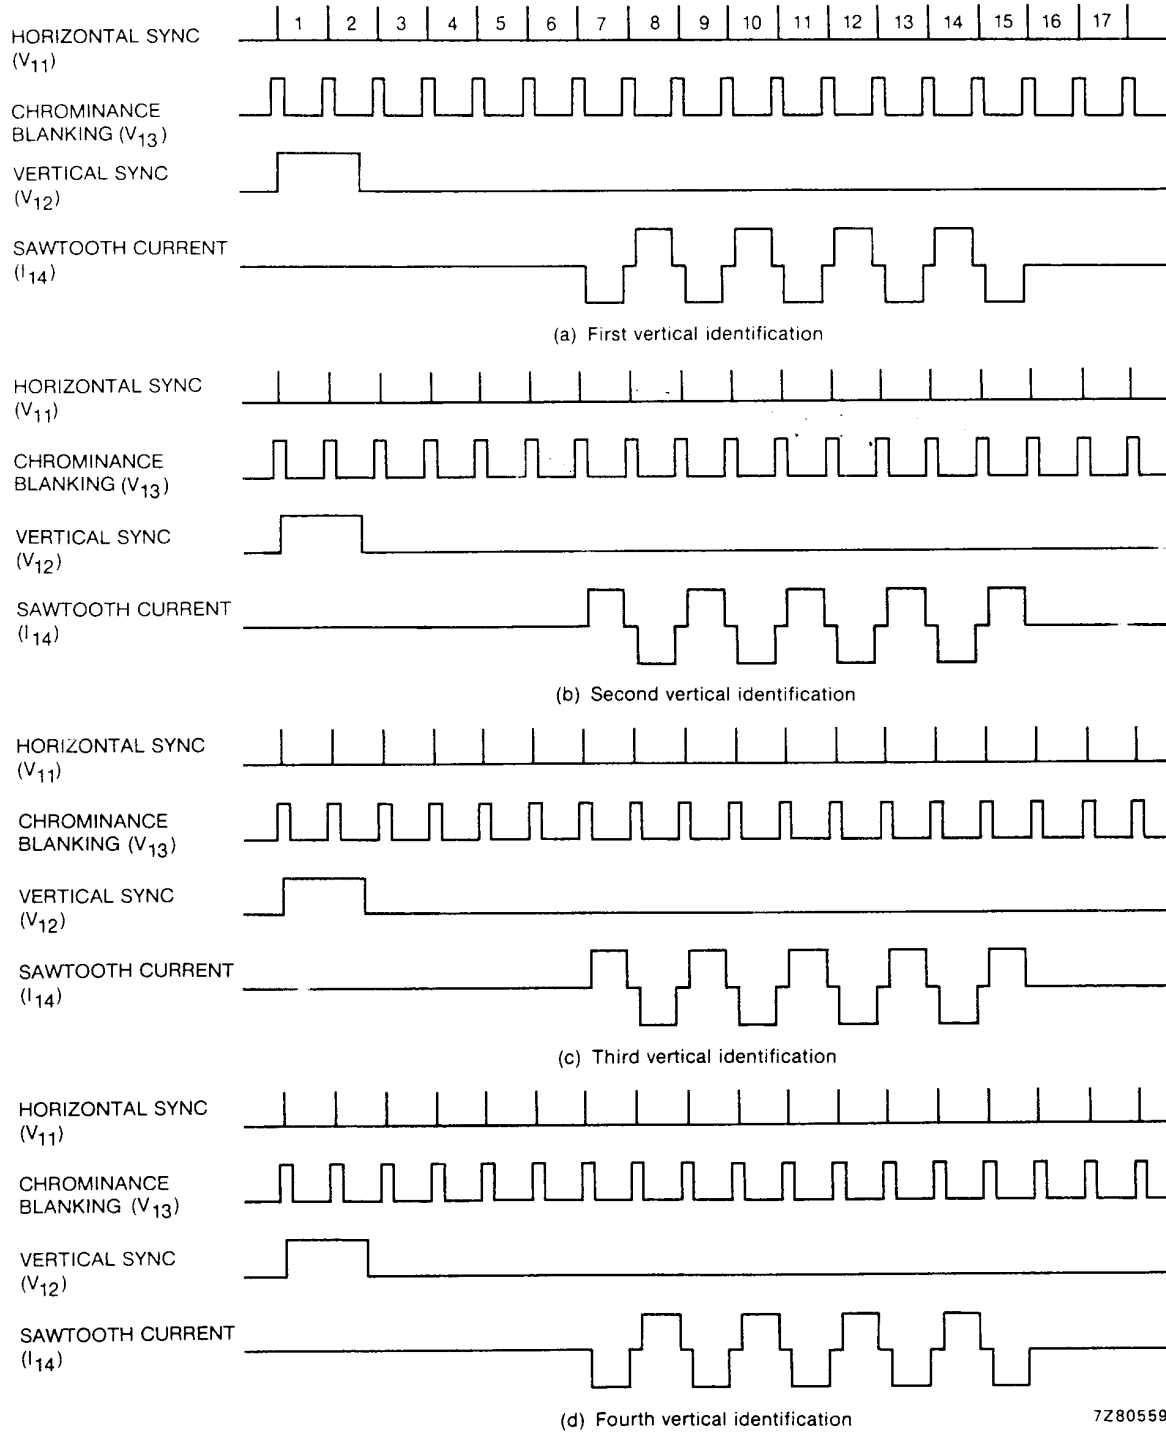 1 2 3 4 5 6 7 8 9 10 11 12 13 14 15 16 17
HORIZONTAL SYNC
(V11)
CHROMINANCE
BLANKING (V13)
VERTICAL SYNC
(V12)
SAWTOOTH CURRENT
(I14)
(a) First vertical identification
HORIZONTAL SYNC
(V11)
CHROMINANCE
BLANKING (V13)
VERTICAL SYNC
(V12)
SAWTOOTH CURRENT
(I14)
(b) Second vertical identification
HORIZONTAL SYNC
(V11)
CHROMINANCE
BLANKING (V13)
VERTICAL SYNC
(V12)
SAWTOOTH CURRENT
(I14)
(c) Third vertical identification
HORIZONTAL SYNC
(V11)
CHROMINANCE
BLANKING (V13)
VERTICAL SYNC
(V12)
SAWTOOTH CURRENT
(I14)
(d) Fourth vertical identification
7Z80559